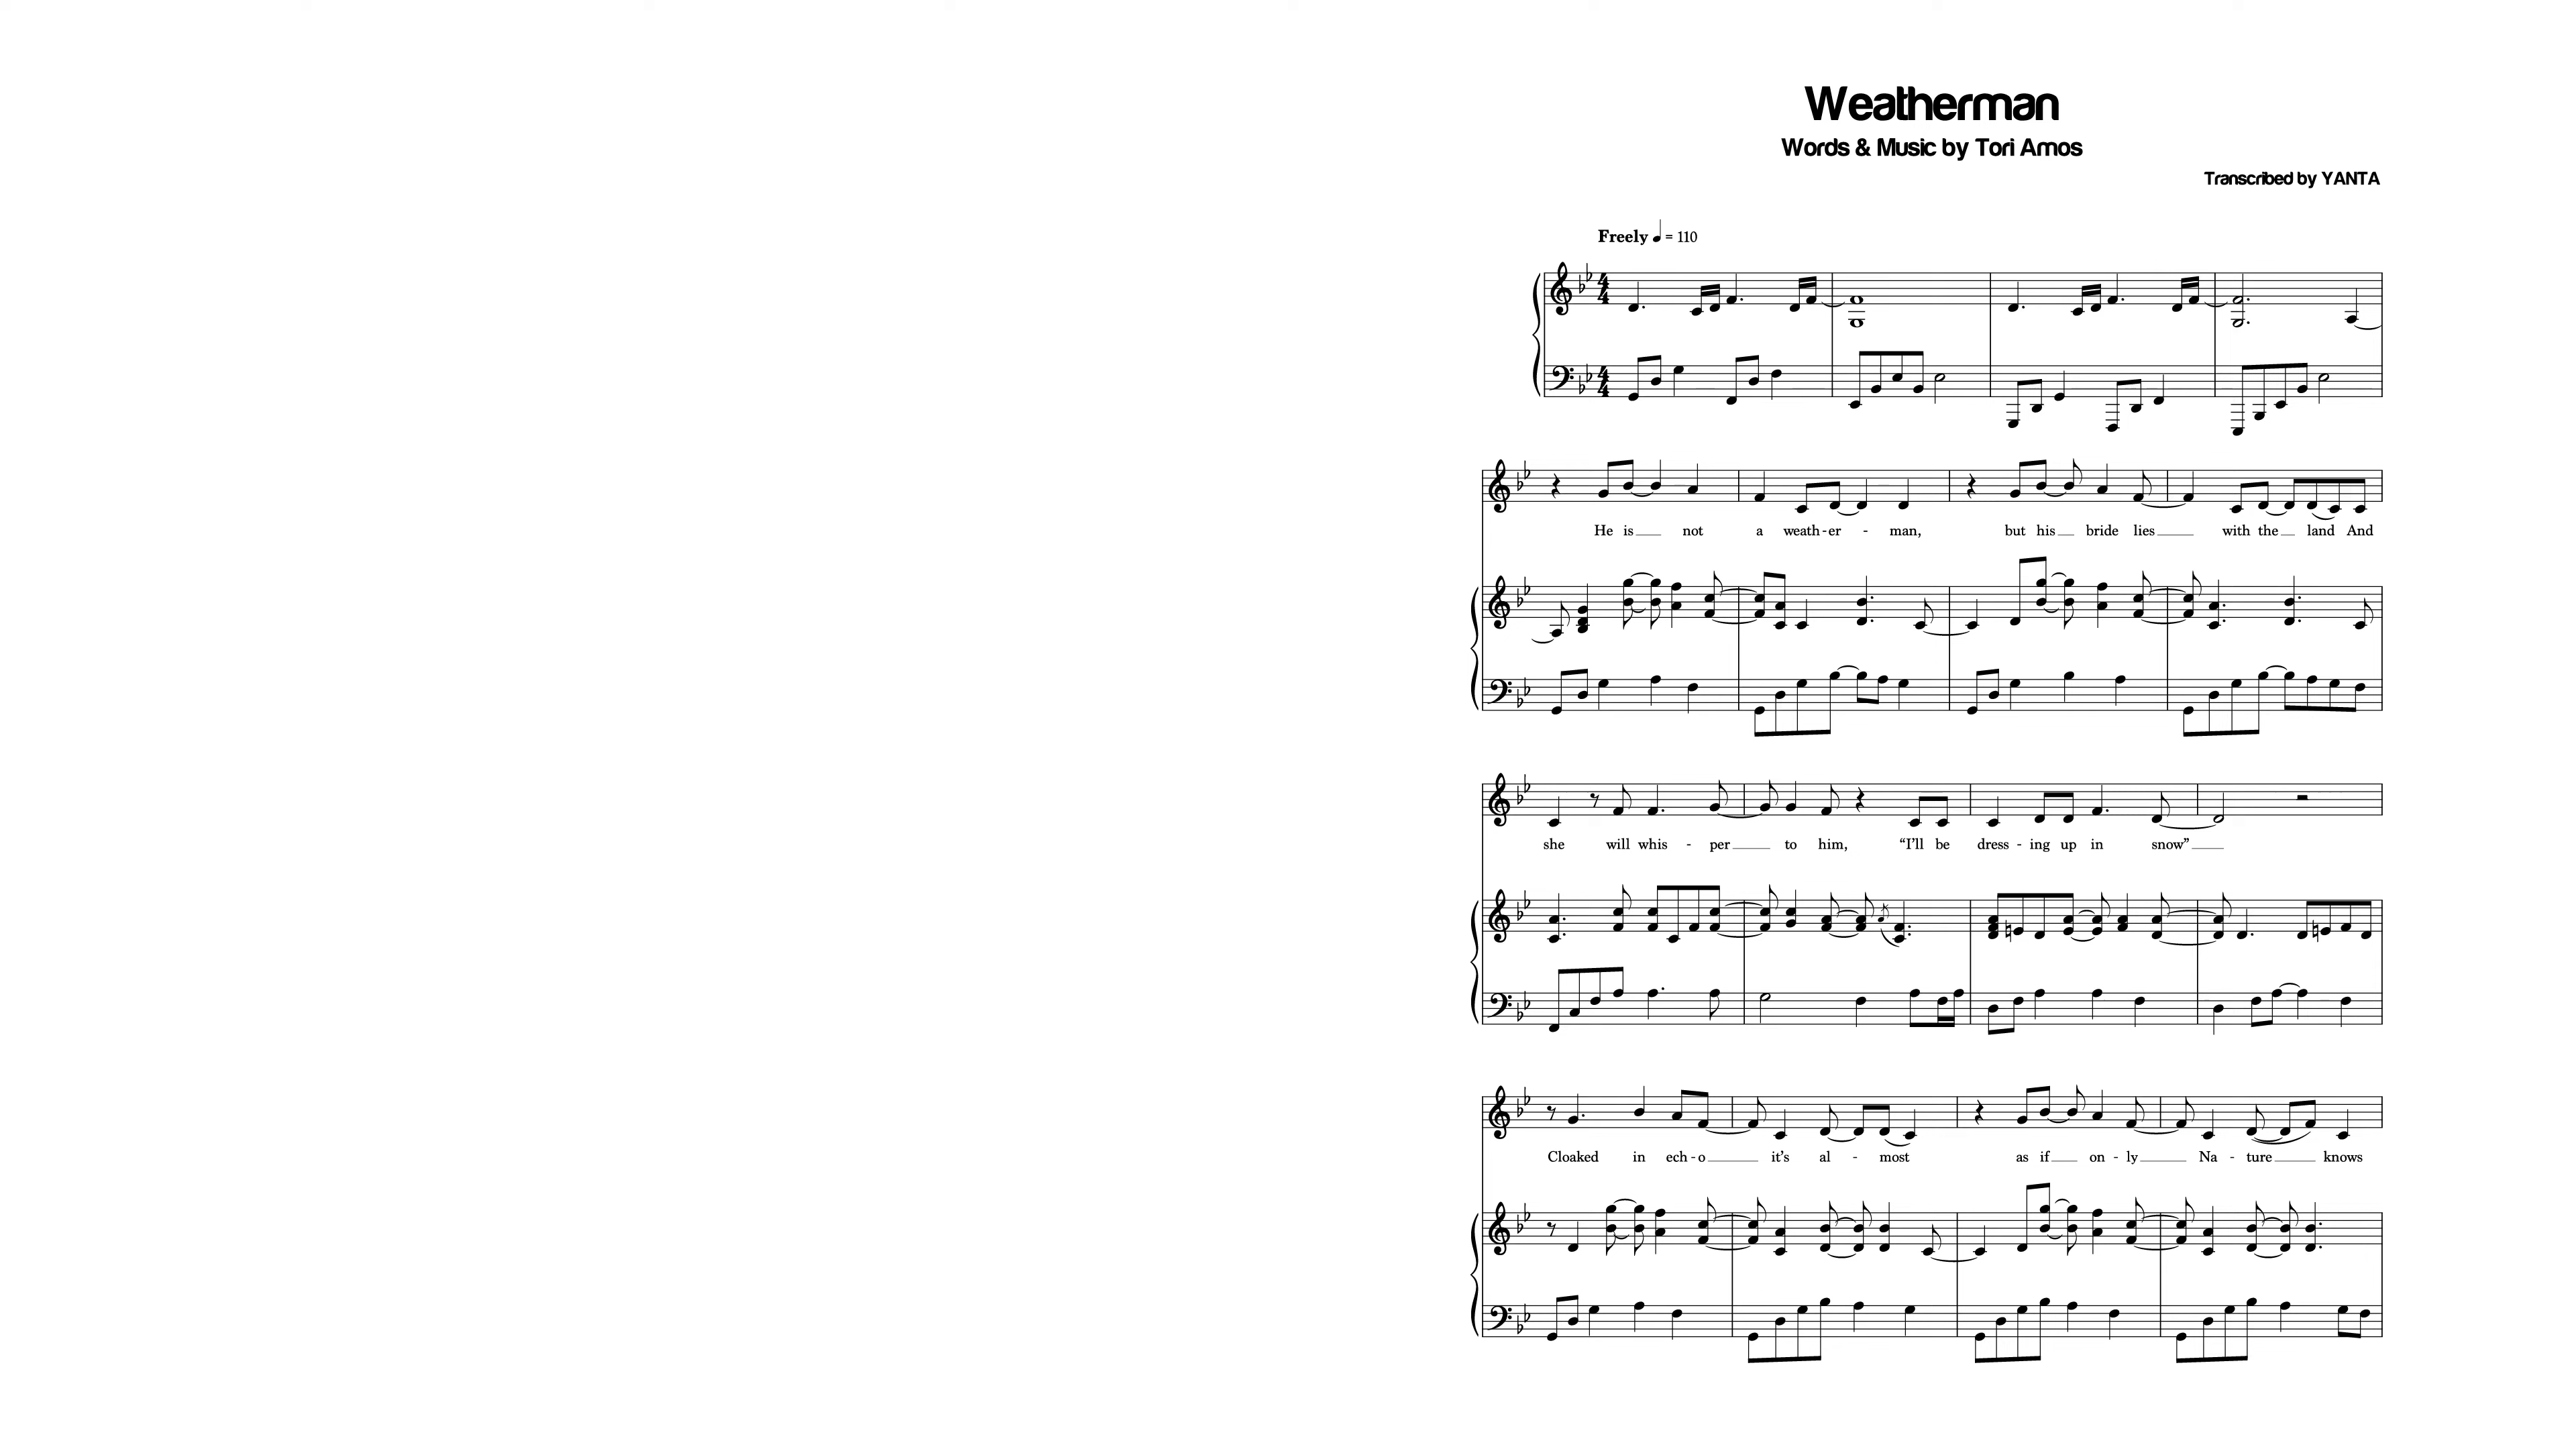 Weatherman
Words & Music by Tori Amos
Transcribed by YANTA
Freely ♩ = 110
He is not a weath-er - man, but his bride lies with the land And
she will whis - per to him, “I’ll be dress - ing up in snow”
Cloaked in ech-o it’s al - most as if on - ly Na - ture knows